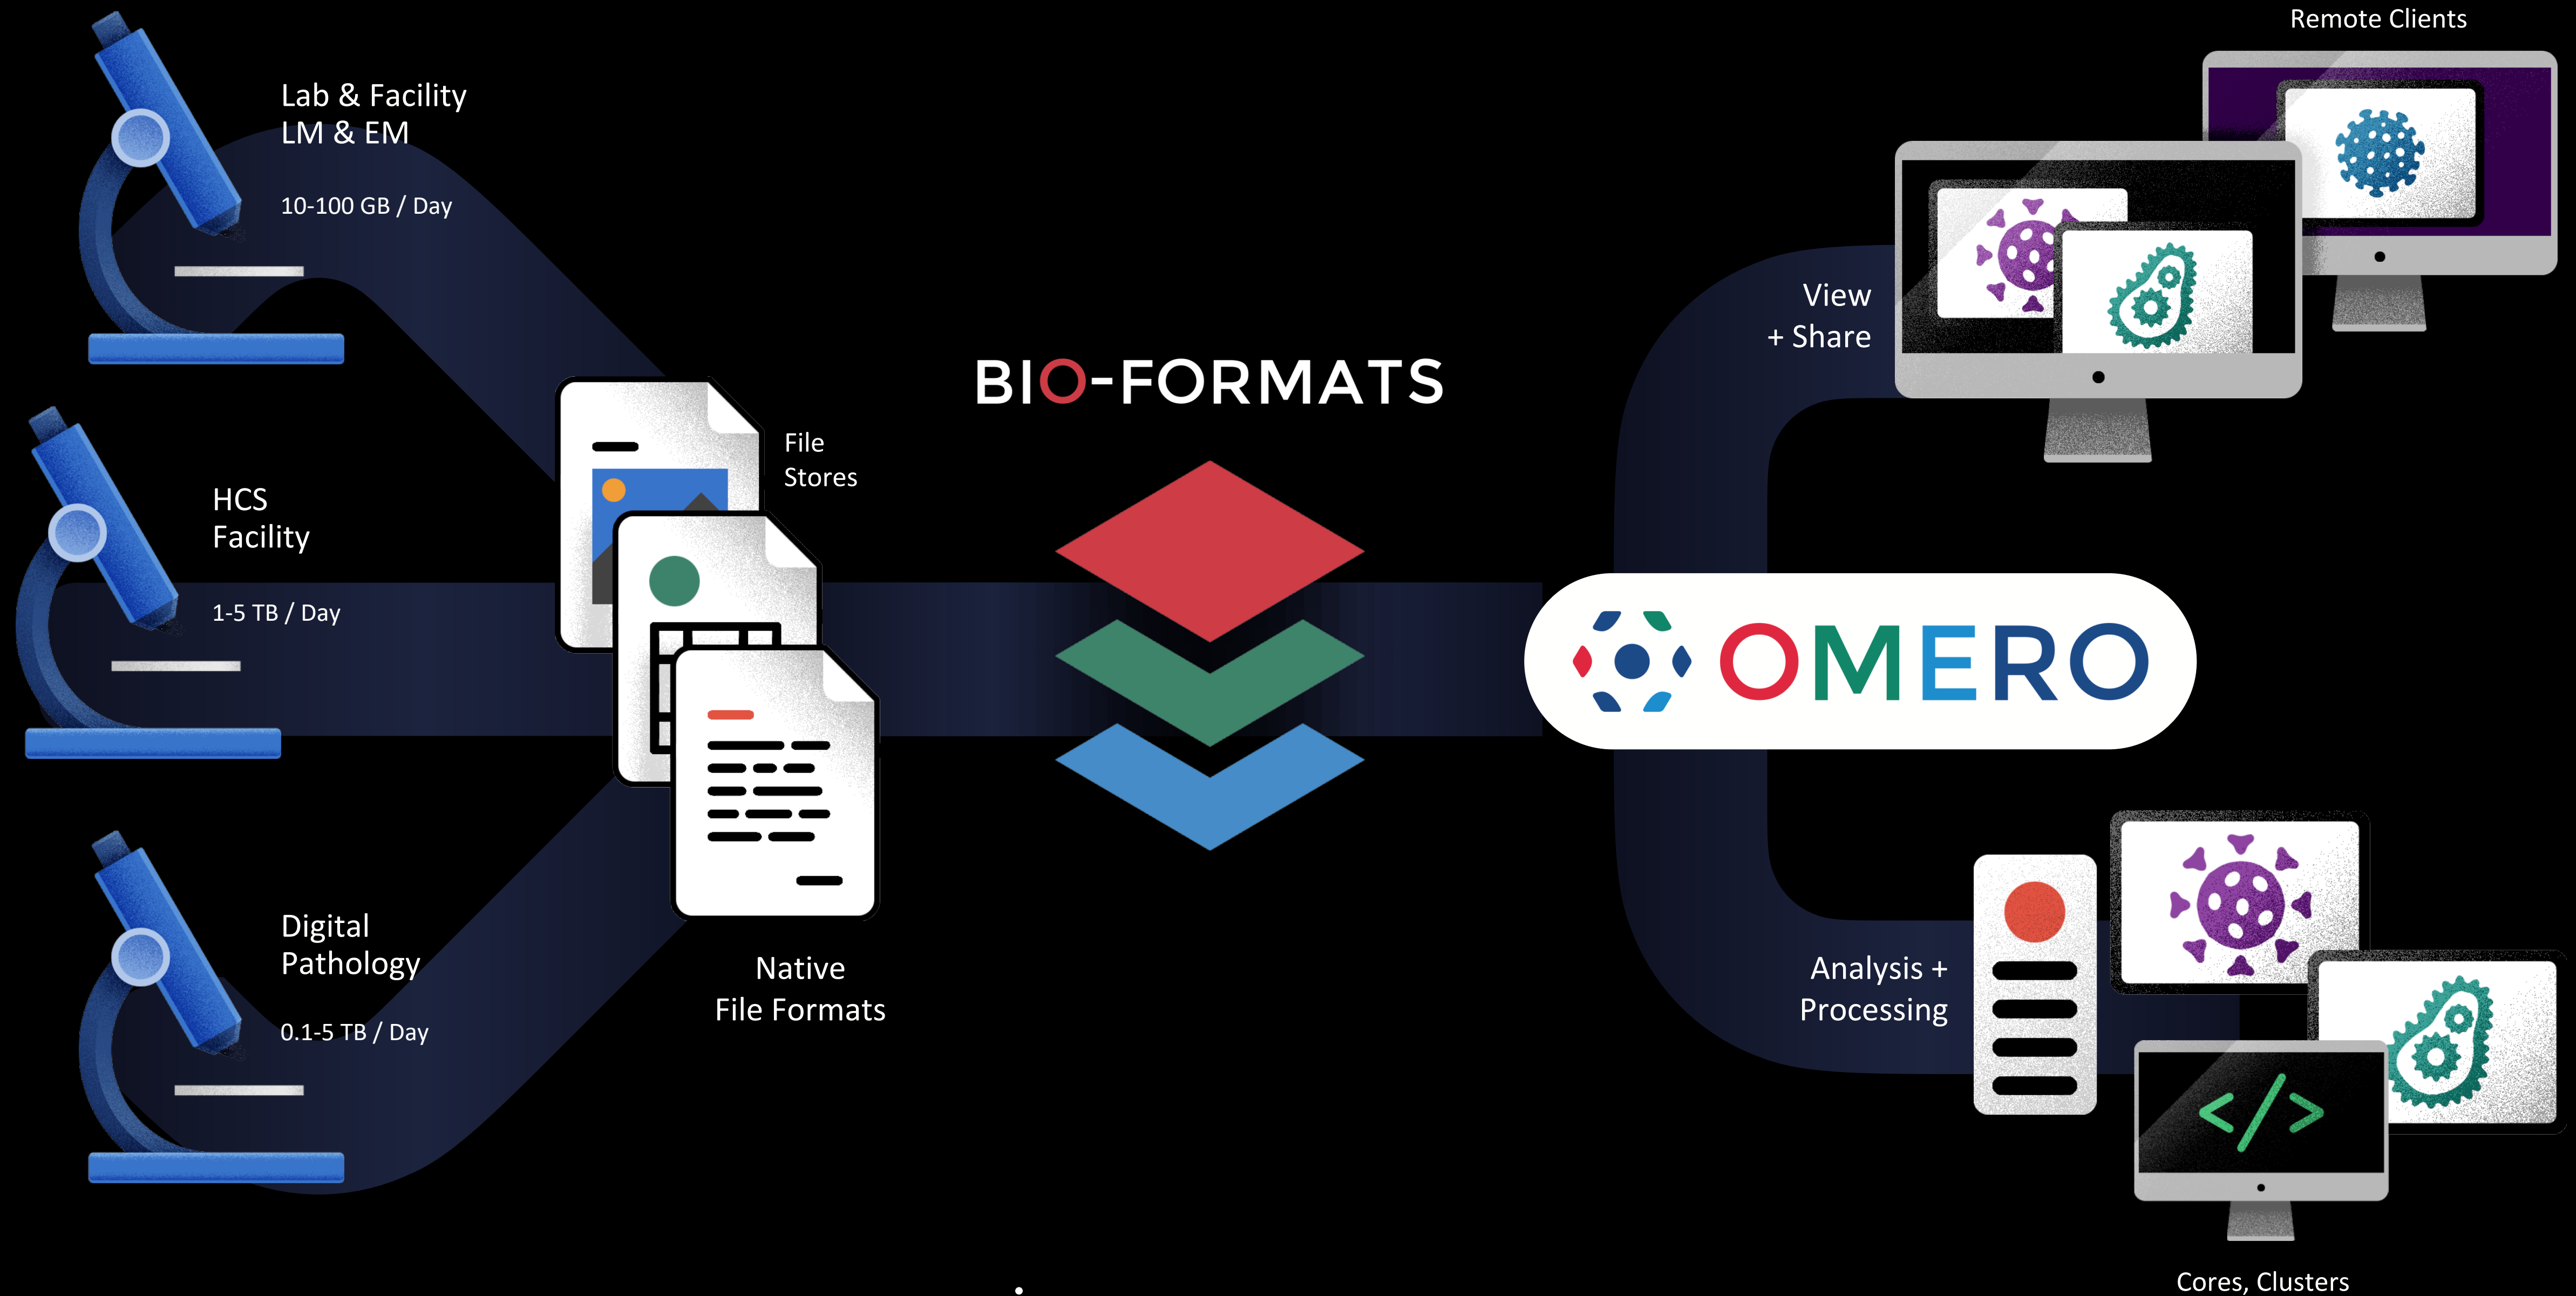 Remote Clients
Lab & Facility
LM & EM
10-100 GB / Day
View
+ Share
BIO-FORMATS
File
Stores
HCS
Facility
1-5 TB / Day
OMERO
Digital
Pathology
0.1-5 TB / Day
Native
File Formats
Analysis +
Processing
</>
Cores, Clusters